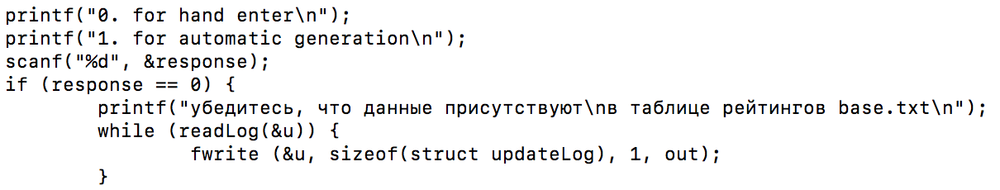 printf("0. for hand enter\n");
printf("1. for automatic generation\n");
scanf("%d", &response);
if (response == 0) {
        printf("убедитесь, что данные присутствуют\nв таблице рейтингов base.txt\n");
        while (readLog(&u)) {
                fwrite (&u, sizeof(struct updateLog), 1, out);
        }